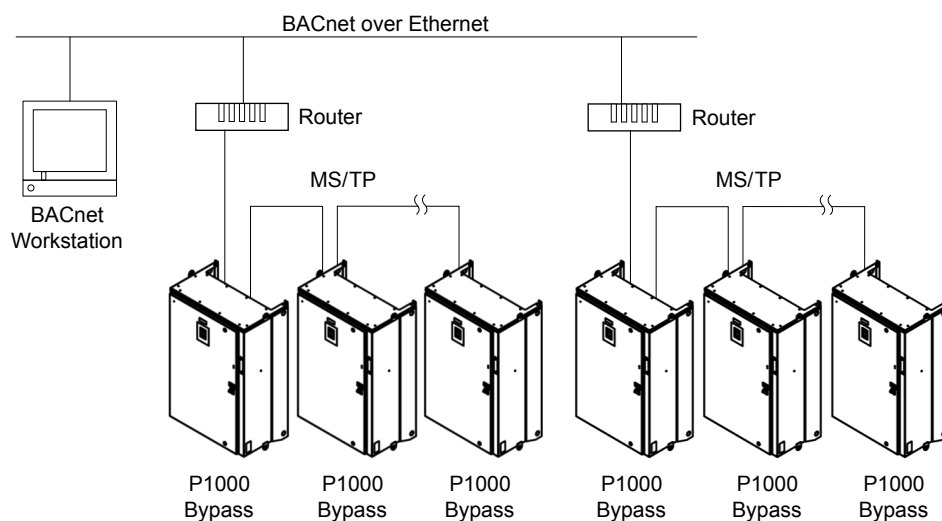 BACnet over Ethernet
Router
Router
MS/TP
MS/TP
BACnet
Workstation
P1000
Bypass
P1000
Bypass
P1000
Bypass
P1000
Bypass
P1000
Bypass
P1000
Bypass